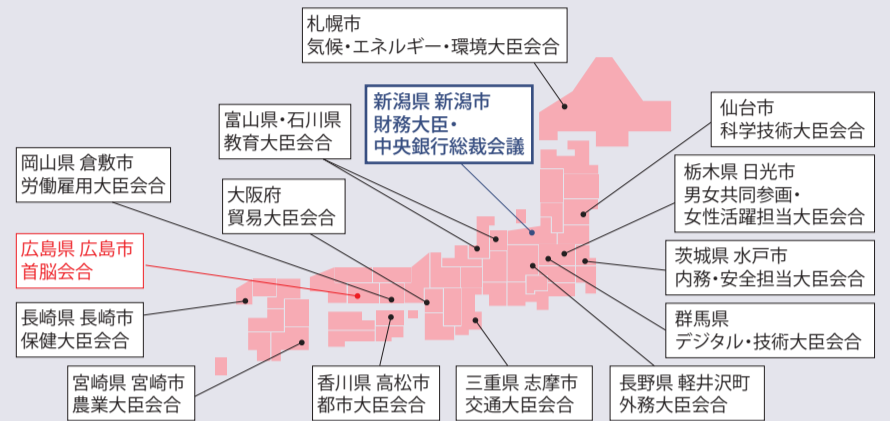 札幌市
気候・エネルギー・環境大臣会合
新潟県 新潟市
財務大臣・
中央銀行総裁会議
仙台市
科学技術大臣会合
富山県・石川県
教育大臣会合
岡山県 倉敷市
労働雇用大臣会合
栃木県 日光市
男女共同参画・
女性活躍担当大臣会合
大阪府
貿易大臣会合
広島県 広島市
首脳会合
茨城県 水戸市
内務・安全担当大臣会合
長崎県 長崎市
保健大臣会合
群馬県
デジタル・技術大臣会合
宮崎県 宮崎市
農業大臣会合
香川県 高松市
都市大臣会合
三重県 志摩市
交通大臣会合
長野県 軽井沢町
外務大臣会合